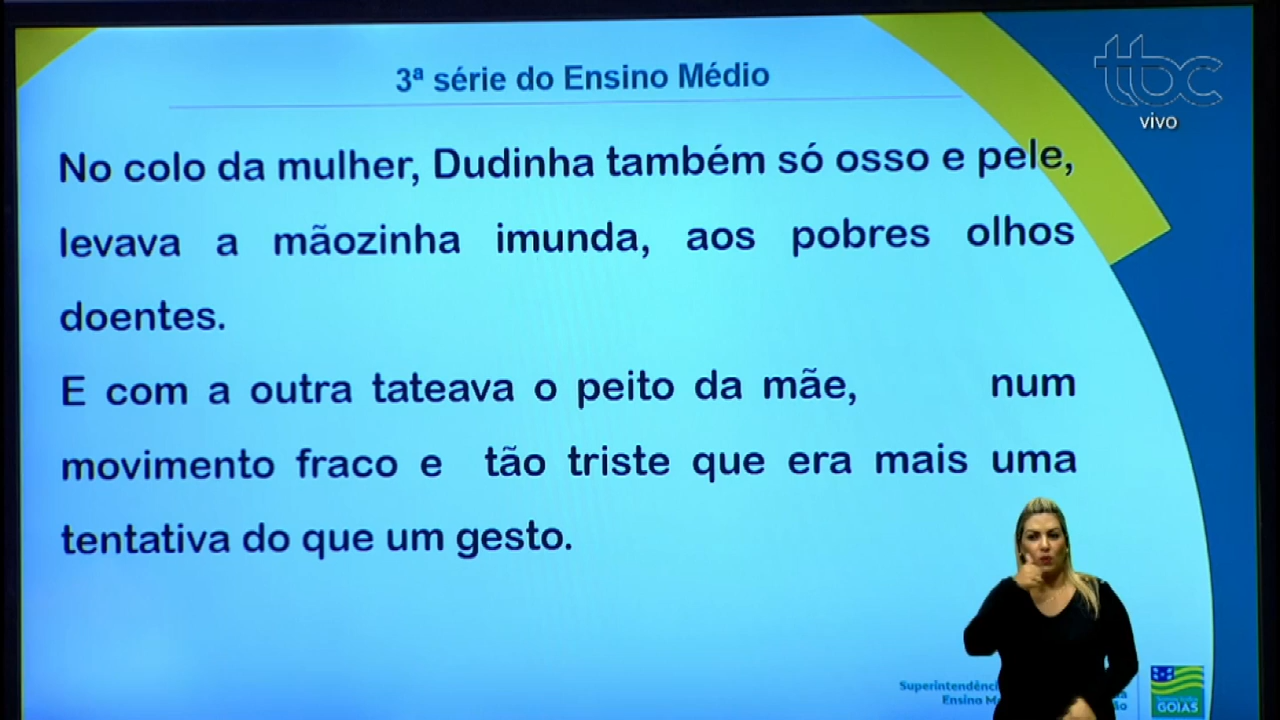 3ª série do Ensino Médio
ttbc
vivo
No colo da mulher, Dudinha também só osso e pele,
levava a mãozinha imunda, aos pobres olhos
doentes.
E com a outra tateava o peito da mãe, num
movimento fraco e tão triste que era mais uma
tentativa do que um gesto.
Ensino
GOIÁS